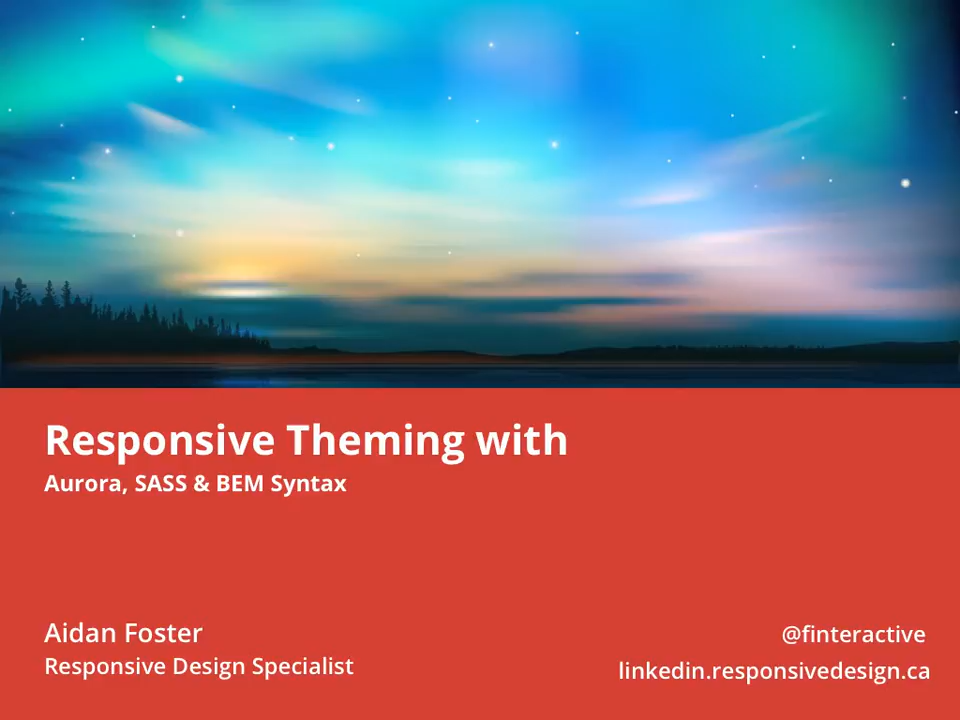 Responsive Theming with
Aurora, SASS & BEM Syntax
Aidan Foster
Responsive Design Specialist
@finteractive
linkedin.responsivedesign.ca